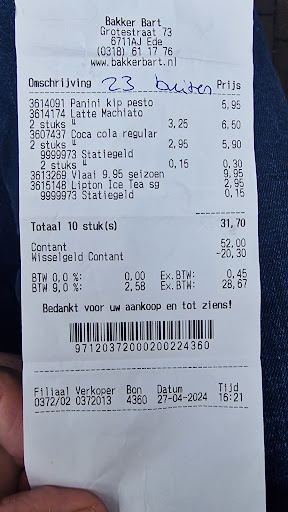 Bakker Bart
Grotestraat 73
6711AJ Ede
(0318) 61 17 76
www.bakkerbart.nl
Omschrijving 23 buiten Prijs
3614091 Panini kip pesto 5,95
3614174 Latte Machiato
2 stuks " 3,25 6,50
3607437 Coca cola regular
2 stuks " 2,95 5,90
9999973 Statiegeld
2 stuks " 0,15 0,30
3613269 Vlaai 9.95 seizoen 9,95
3615148 Lipton Ice Tea sg 2,95
9999973 Statiegeld 0,15
Totaal 10 stuk(s) 31,70
Contant 52,00
Wisselgeld Contant -20,30
BTW 0,0 %: 0,00 Ex.BTW: 0,45
BTW 9,0 %: 2,58 Ex.BTW: 28,67
Bedankt voor uw aankoop en tot ziens!
97120372000200224360
Filiaal Verkoper Bon Datum Tijd
0372/02 0372013 4360 27-04-2024 16:21